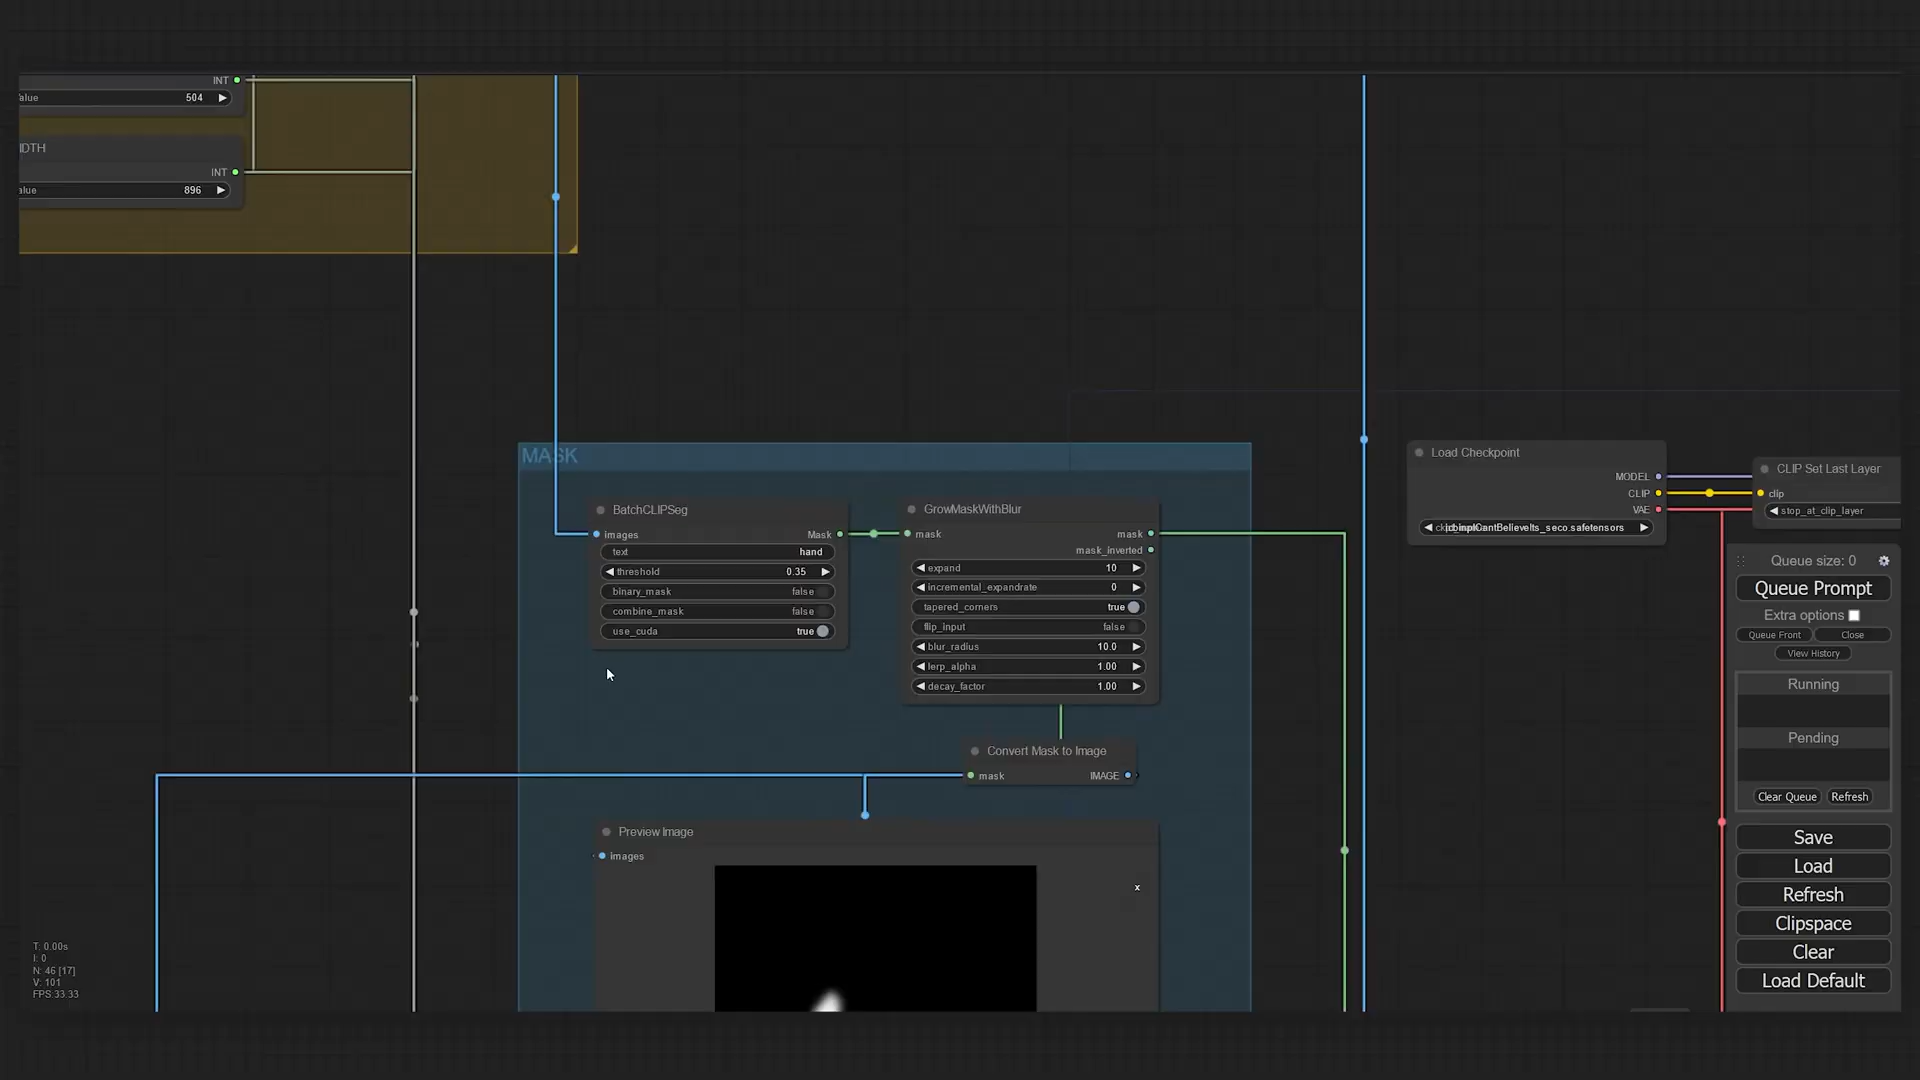 INT
alue 504
IDTH
INT
alue 896
MASK
BatchCLIPSeg
images Mask
text hand
threshold 0.35
binary_mask false
combine_mask false
use_cuda true
GrowMaskWithBlur
mask mask
mask_inverted
expand 10
incremental_expandrate 0
tapered_corners true
flip_input false
blur_radius 10.0
lerp_alpha 1.00
decay_factor 1.00
Convert Mask to Image
mask IMAGE
Preview Image
images
x
Load Checkpoint
MODEL
CLIP
VAE
CantBelieveIts_seco.safetensors
CLIP Set Last Layer
clip
stop_at_clip_layer
Queue size: 0
Queue Prompt
Extra options
Queue Front Close
View History
Running
Pending
Clear Queue Refresh
Save
Load
Refresh
Clipspace
Clear
Load Default
T: 0.00s
I: 0
N: 46 [17]
V: 101
FPS:33.33